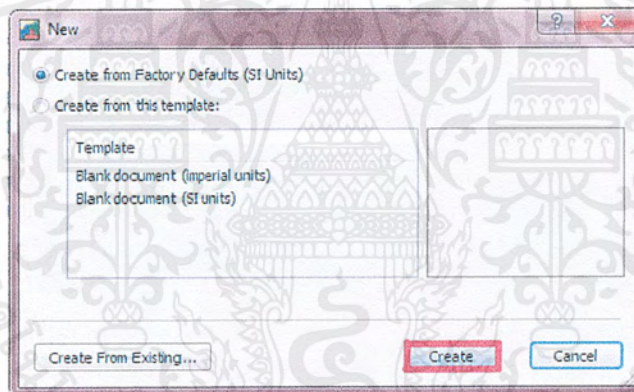 New
Create from Factory Defaults (SI Units)
Create from this template:
Template
Blank document (imperial units)
Blank document (SI units)
Create From Existing...
Create
Cancel